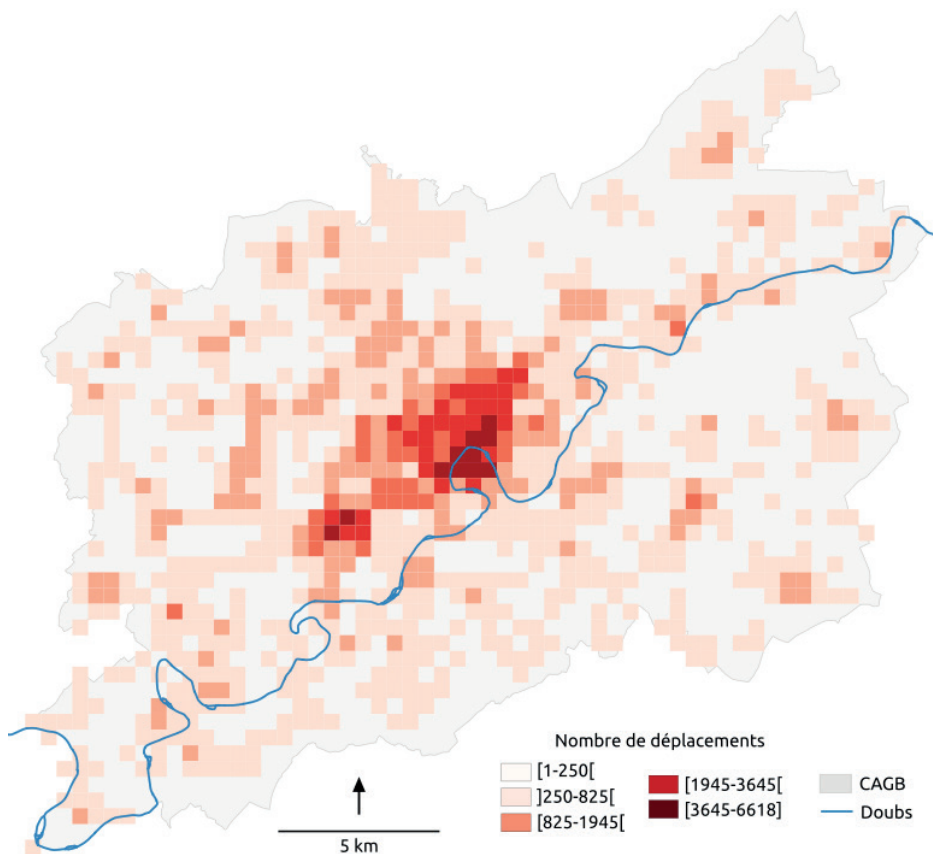 Nombre de déplacements
[1-250[
]250-825[
[825-1945[
[1945-3645[
[3645-6618]
CAGB
Doubs
5 km